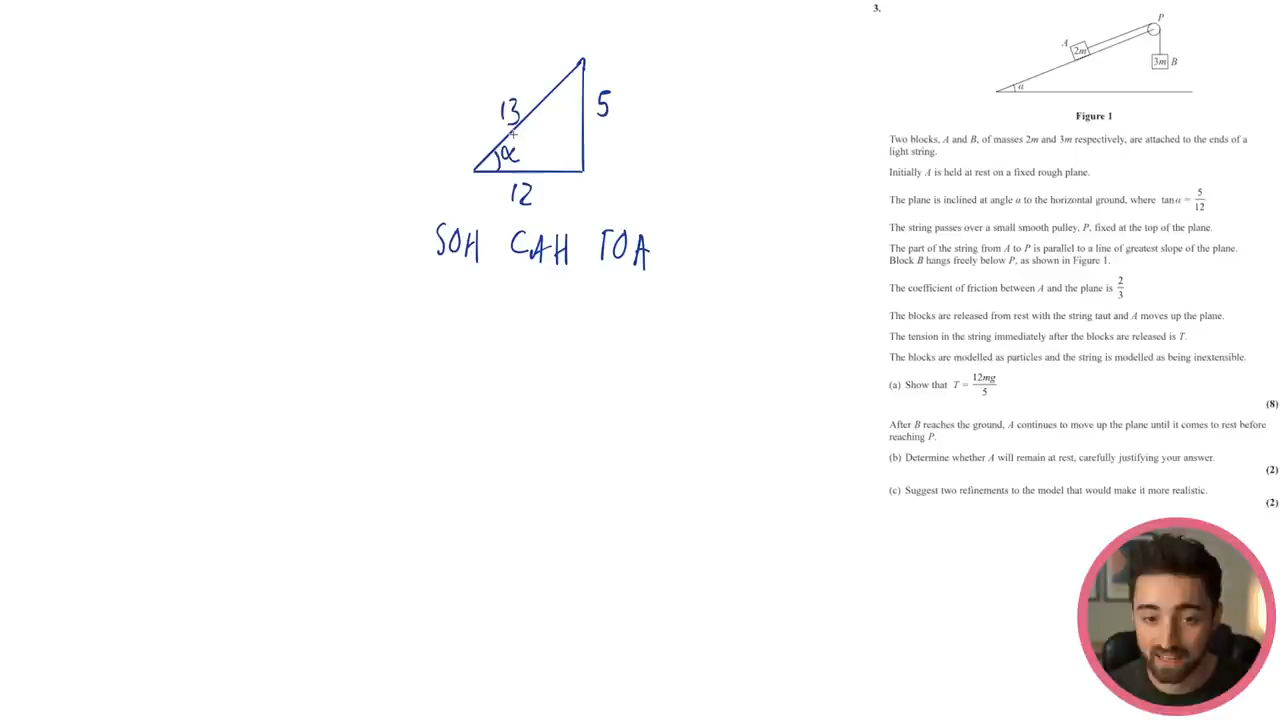 13
5
α
12
SOH CAH TOA
3.
P
A
2m
3m B
α
Figure 1
Two blocks, A and B, of masses 2m and 3m respectively, are attached to the ends of a
light string.
Initially A is held at rest on a fixed rough plane.
The plane is inclined at angle α to the horizontal ground, where tan α = 5/12
The string passes over a small smooth pulley, P, fixed at the top of the plane.
The part of the string from A to P is parallel to a line of greatest slope of the plane.
Block B hangs freely below P, as shown in Figure 1.
The coefficient of friction between A and the plane is 2/3
The blocks are released from rest with the string taut and A moves up the plane.
The tension in the string immediately after the blocks are released is T.
The blocks are modelled as particles and the string is modelled as being inextensible.
(a) Show that T = 12mg/5
(8)
After B reaches the ground, A continues to move up the plane until it comes to rest before
reaching P.
(b) Determine whether A will remain at rest, carefully justifying your answer.
(2)
(c) Suggest two refinements to the model that would make it more realistic.
(2)